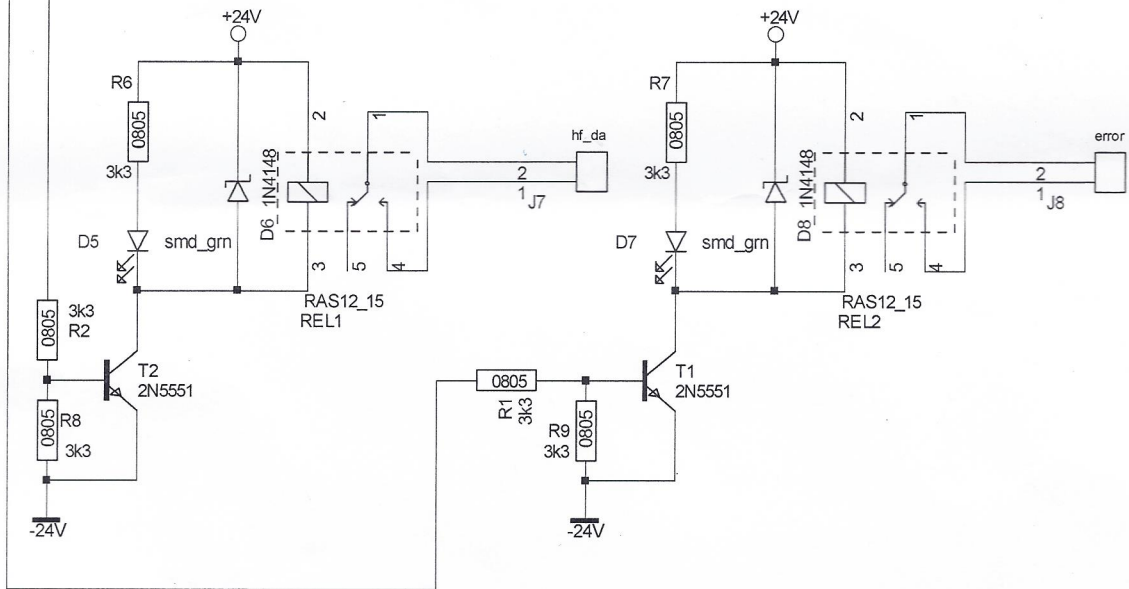 +24V
R6
0805
3k3
2
D6 1N4148
D5
smd_grn
3
5
4
1
hf_da
2
1
J7
RAS12_15
REL1
3k3
0805
R2
T2
2N5551
0805
R8
3k3
-24V
+24V
R7
0805
3k3
2
D8 1N4148
D7
smd_grn
3
5
4
1
error
2
1
J8
RAS12_15
REL2
0805
R1
3k3
T1
2N5551
R9
0805
3k3
-24V